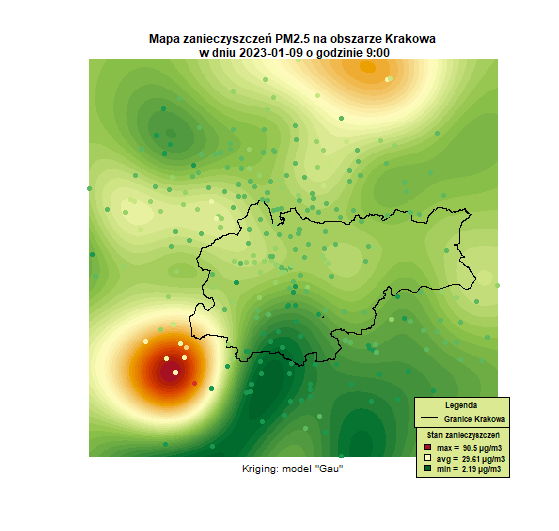 Mapa zanieczyszczeń PM2.5 na obszarze Krakowa
w dniu 2023-01-09 o godzinie 9:00
Legenda
Granice Krakowa
Stan zanieczyszczeń
max = 90.5 µg/m3
avg = 29.61 µg/m3
min = 2.19 µg/m3
Kriging: model "Gau"